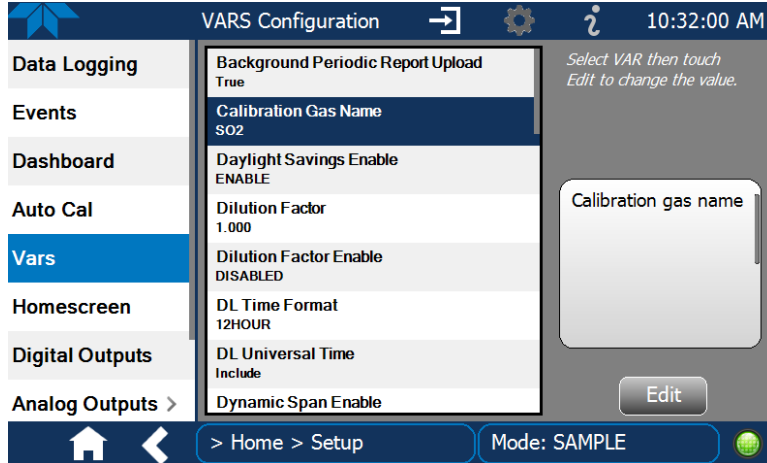 VARS Configuration
10:32:00 AM
Data Logging
Events
Dashboard
Auto Cal
Vars
Homescreen
Digital Outputs
Analog Outputs >
Background Periodic Report Upload
True
Calibration Gas Name
SO2
Daylight Savings Enable
ENABLE
Dilution Factor
1.000
Dilution Factor Enable
DISABLED
DL Time Format
12HOUR
DL Universal Time
Include
Dynamic Span Enable
Select VAR then touch
Edit to change the value.
Calibration gas name
Edit
> Home > Setup
Mode: SAMPLE